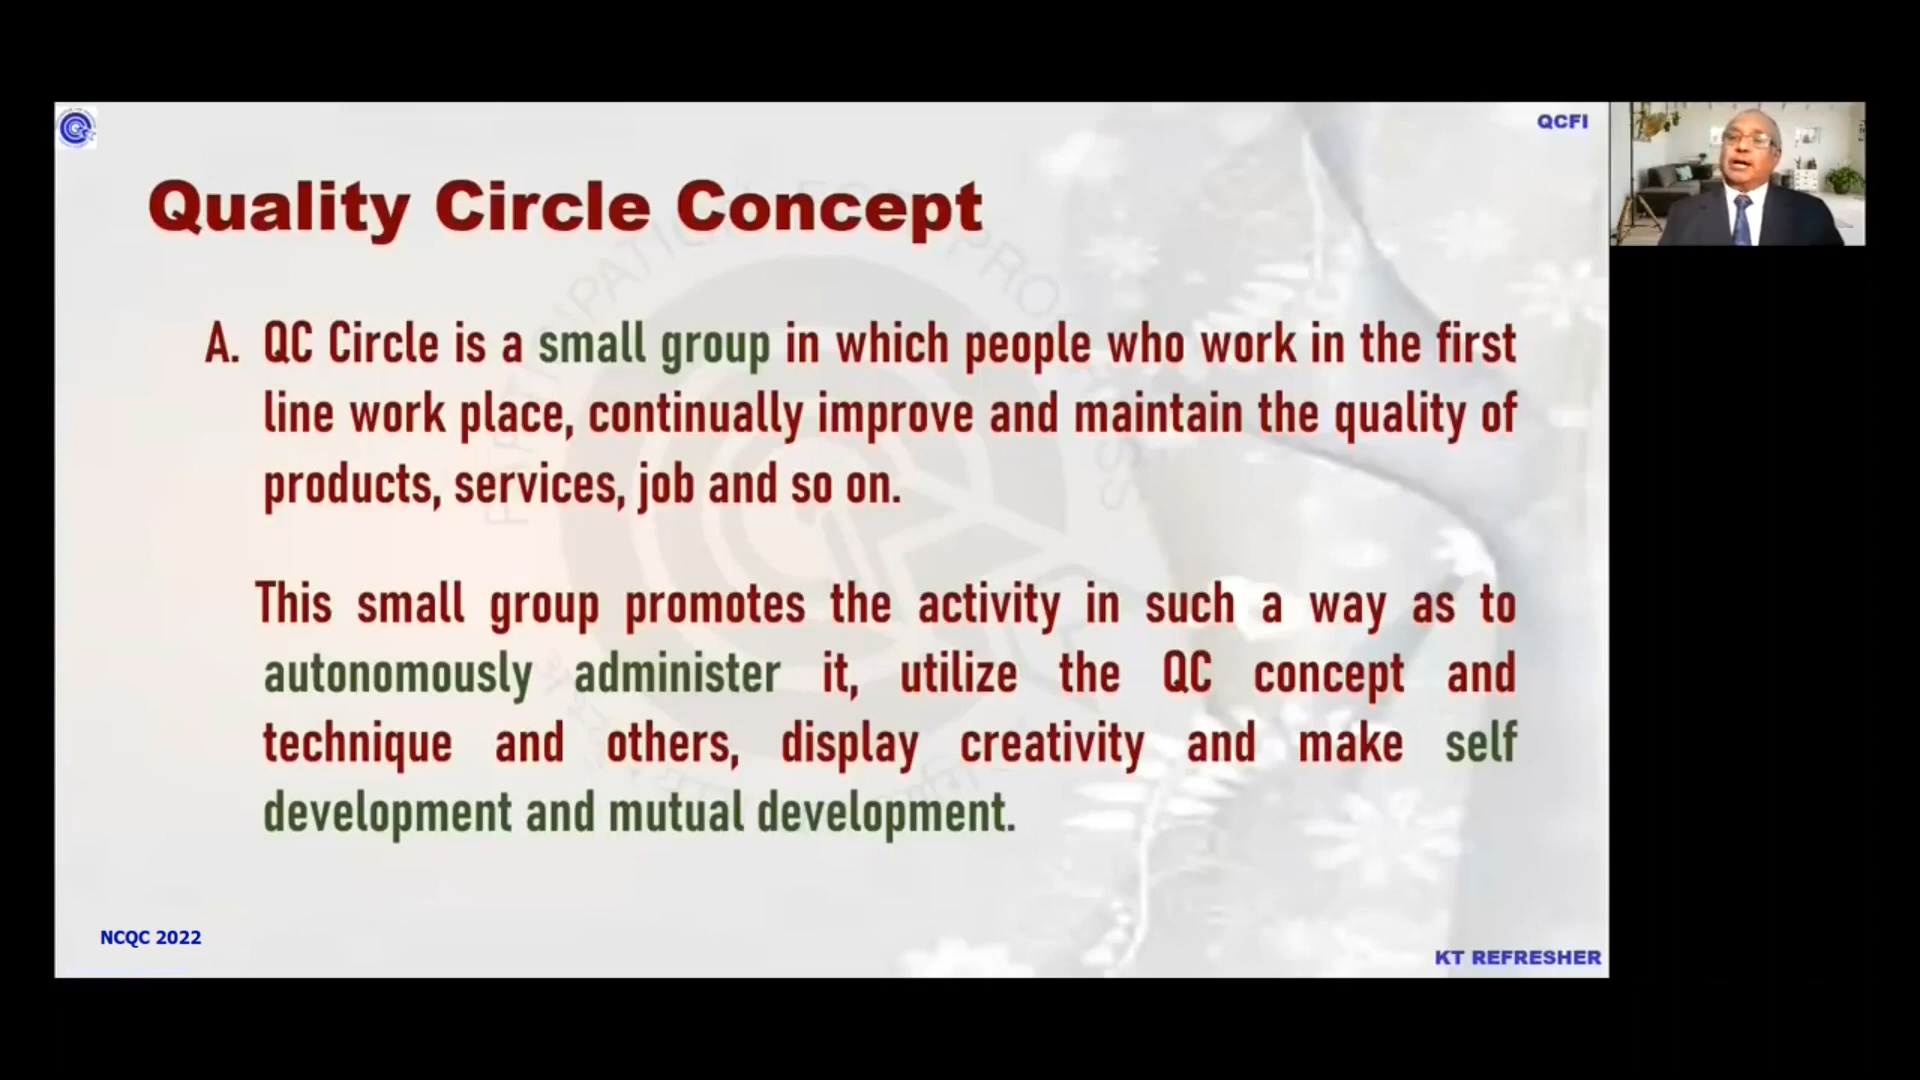 QCFI
Quality Circle Concept
A. QC Circle is a small group in which people who work in the first
line work place, continually improve and maintain the quality of
products, services, job and so on.
This small group promotes the activity in such a way as to
autonomously administer it, utilize the QC concept and
technique and others, display creativity and make self
development and mutual development.
NCQC 2022
KT REFRESHER